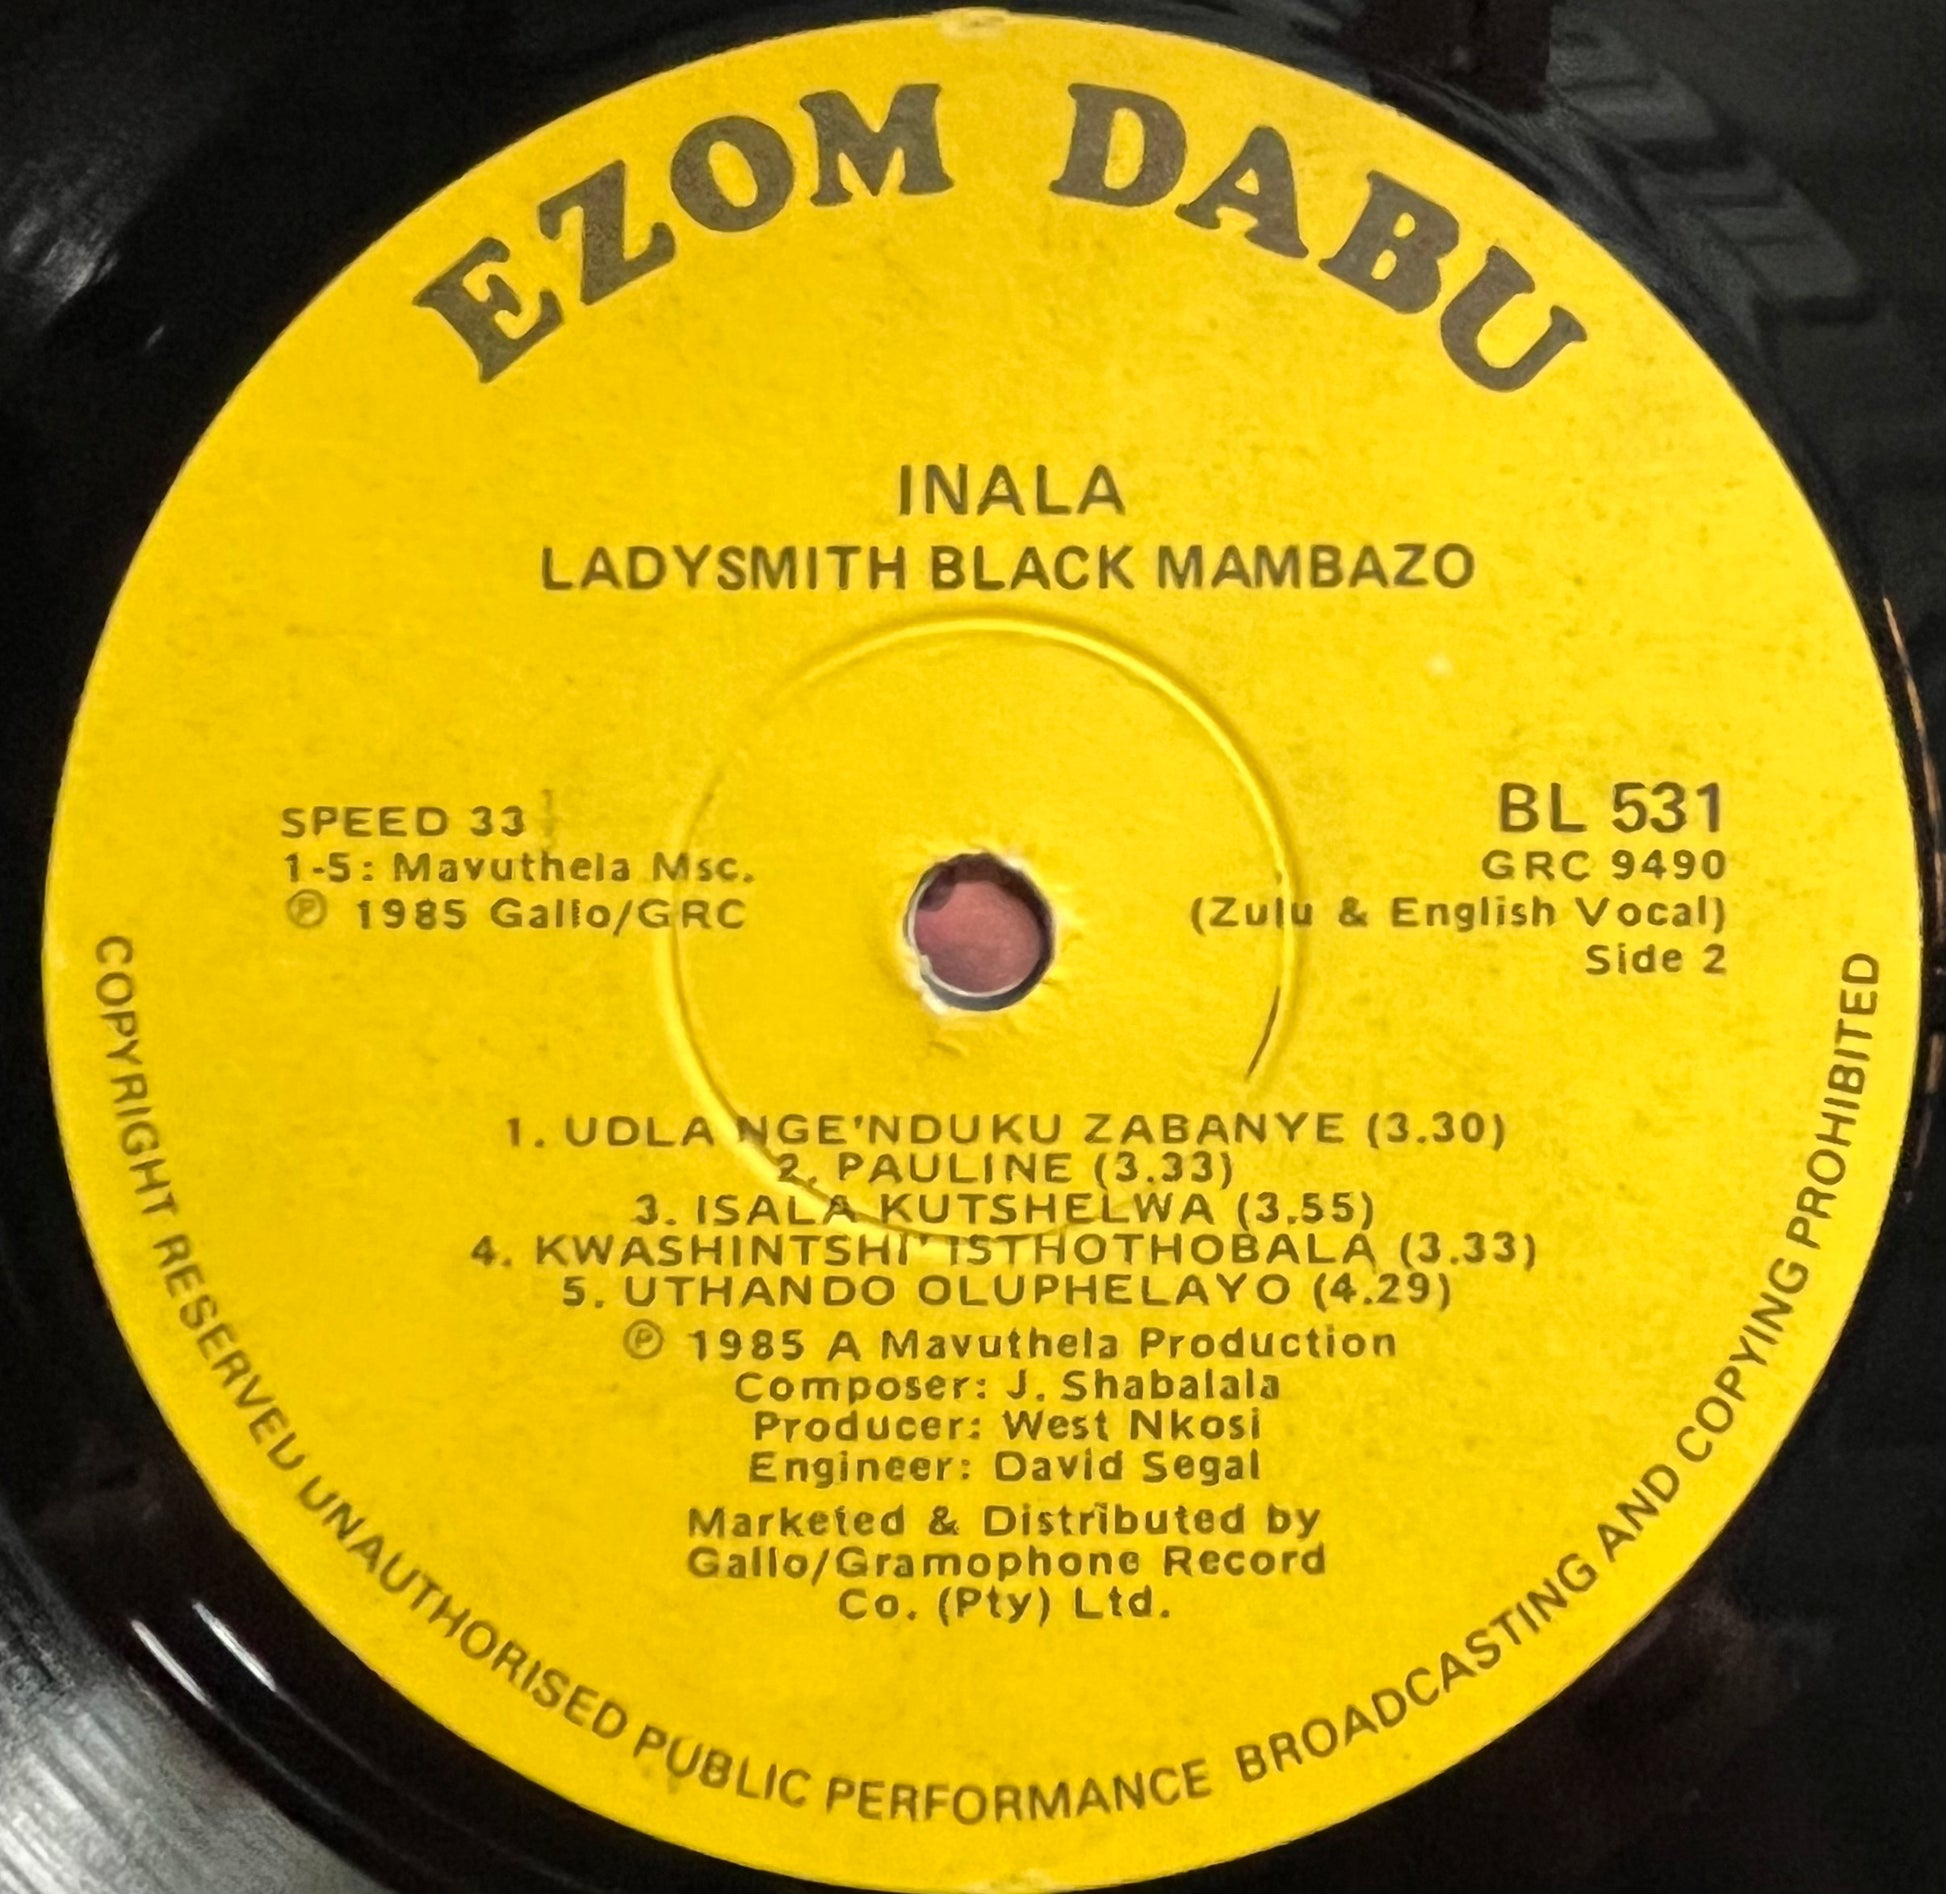 EZOM DABU
INALA
LADYSMITH BLACK MAMBAZO
SPEED 33⅓
1-5: Mavuthela Msc.
℗ 1985 Gallo/GRC
BL 531
GRC 9490
(Zulu & English Vocal)
Side 2
1. UDLA NGE'NDUKU ZABANYE (3.30)
2. PAULINE (3.33)
3. ISALA KUTSHELWA (3.55)
4. KWASHINTSHI' ISTHOTHOBALA (3.33)
5. UTHANDO OLUPHELAYO (4.29)
℗ 1985 A Mavuthela Production
Composer: J. Shabalala
Producer: West Nkosi
Engineer: David Segal
Marketed & Distributed by
Gallo/Gramophone Record
Co. (Pty) Ltd.
COPYRIGHT RESERVED UNAUTHORISED PUBLIC PERFORMANCE BROADCASTING AND COPYING PROHIBITED